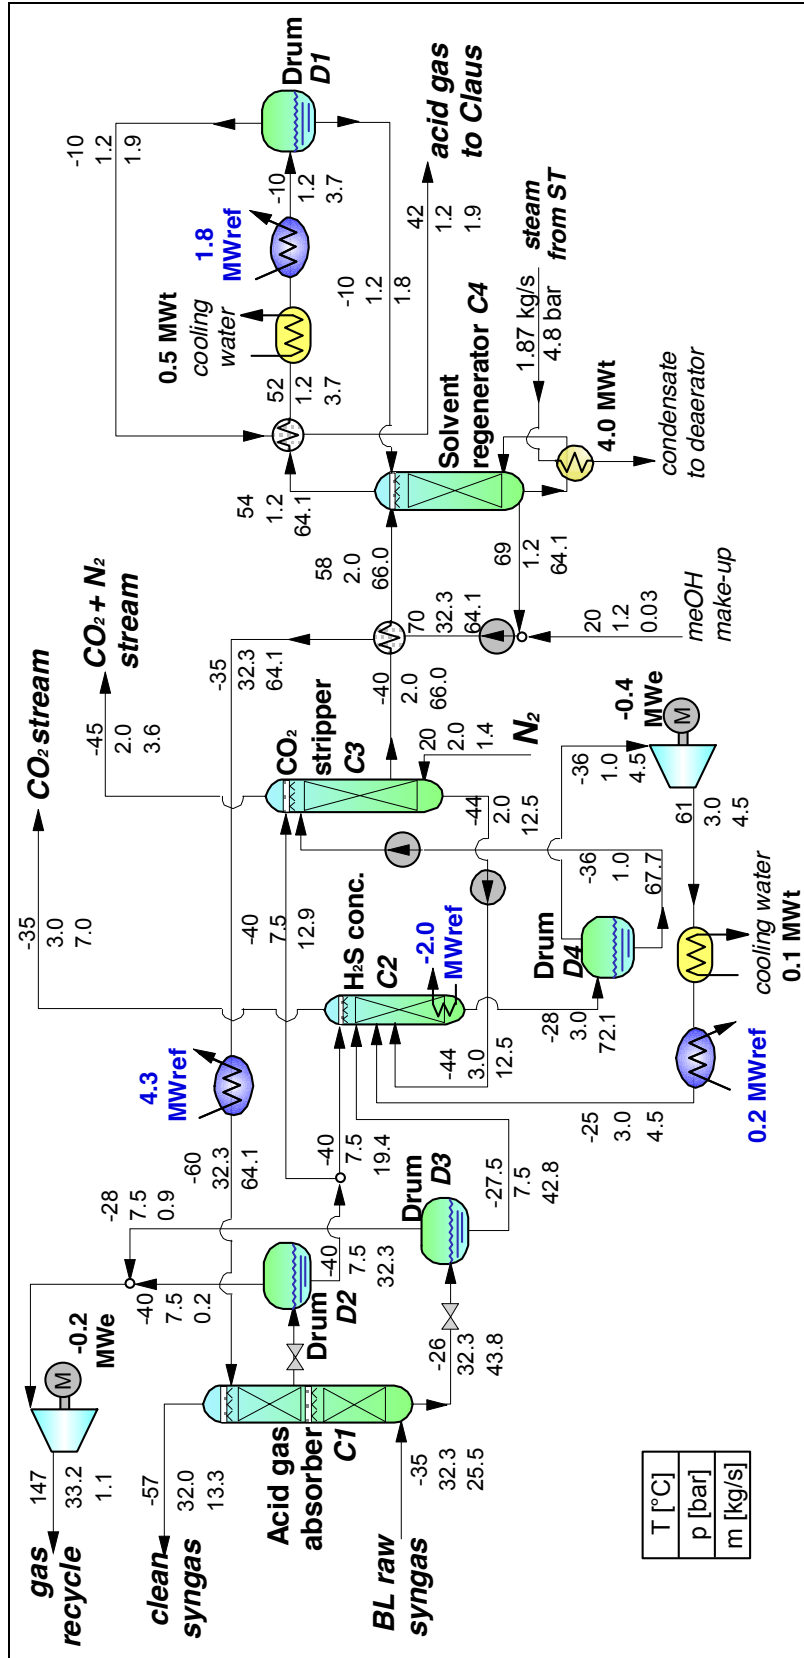 gas
recycle
147
33.2
1.1
M
-0.2
MWe
clean
syngas
-57
32.0
13.3
BL raw
syngas
-35
32.3
25.5
Acid gas
absorber
C1
-40
7.5
0.2
-28
7.5
0.9
Drum
D2
-40
7.5
32.3
-26
32.3
43.8
Drum
D3
-27.5
7.5
42.8
-60
32.3
64.1
4.3
MWref
-40
7.5
19.4
-40
7.5
12.9
CO2 stream
-35
3.0
7.0
H2S conc.
C2
-2.0
MWref
-44
3.0
12.5
-28
3.0
72.1
Drum
D4
-25
3.0
4.5
0.2 MWref
cooling water
0.1 MWt
61
3.0
4.5
M
-0.4
MWe
-36
1.0
4.5
-36
1.0
67.7
-44
2.0
12.5
CO2 + N2
stream
-45
2.0
3.6
CO2
stripper
C3
20
2.0
1.4
N2
-35
32.3
64.1
-40
2.0
66.0
70
32.3
64.1
58
2.0
66.0
69
1.2
64.1
20
1.2
0.03
meOH
make-up
54
1.2
64.1
Solvent
regenerator C4
4.0 MWt
condensate
to deaerator
1.87 kg/s
4.8 bar
steam
from ST
52
1.2
3.7
0.5 MWt
cooling
water
1.8
MWref
-10
1.2
3.7
Drum
D1
-10
1.2
1.9
-10
1.2
1.8
42
1.2
1.9
acid gas
to Claus
T [°C]
p [bar]
m [kg/s]